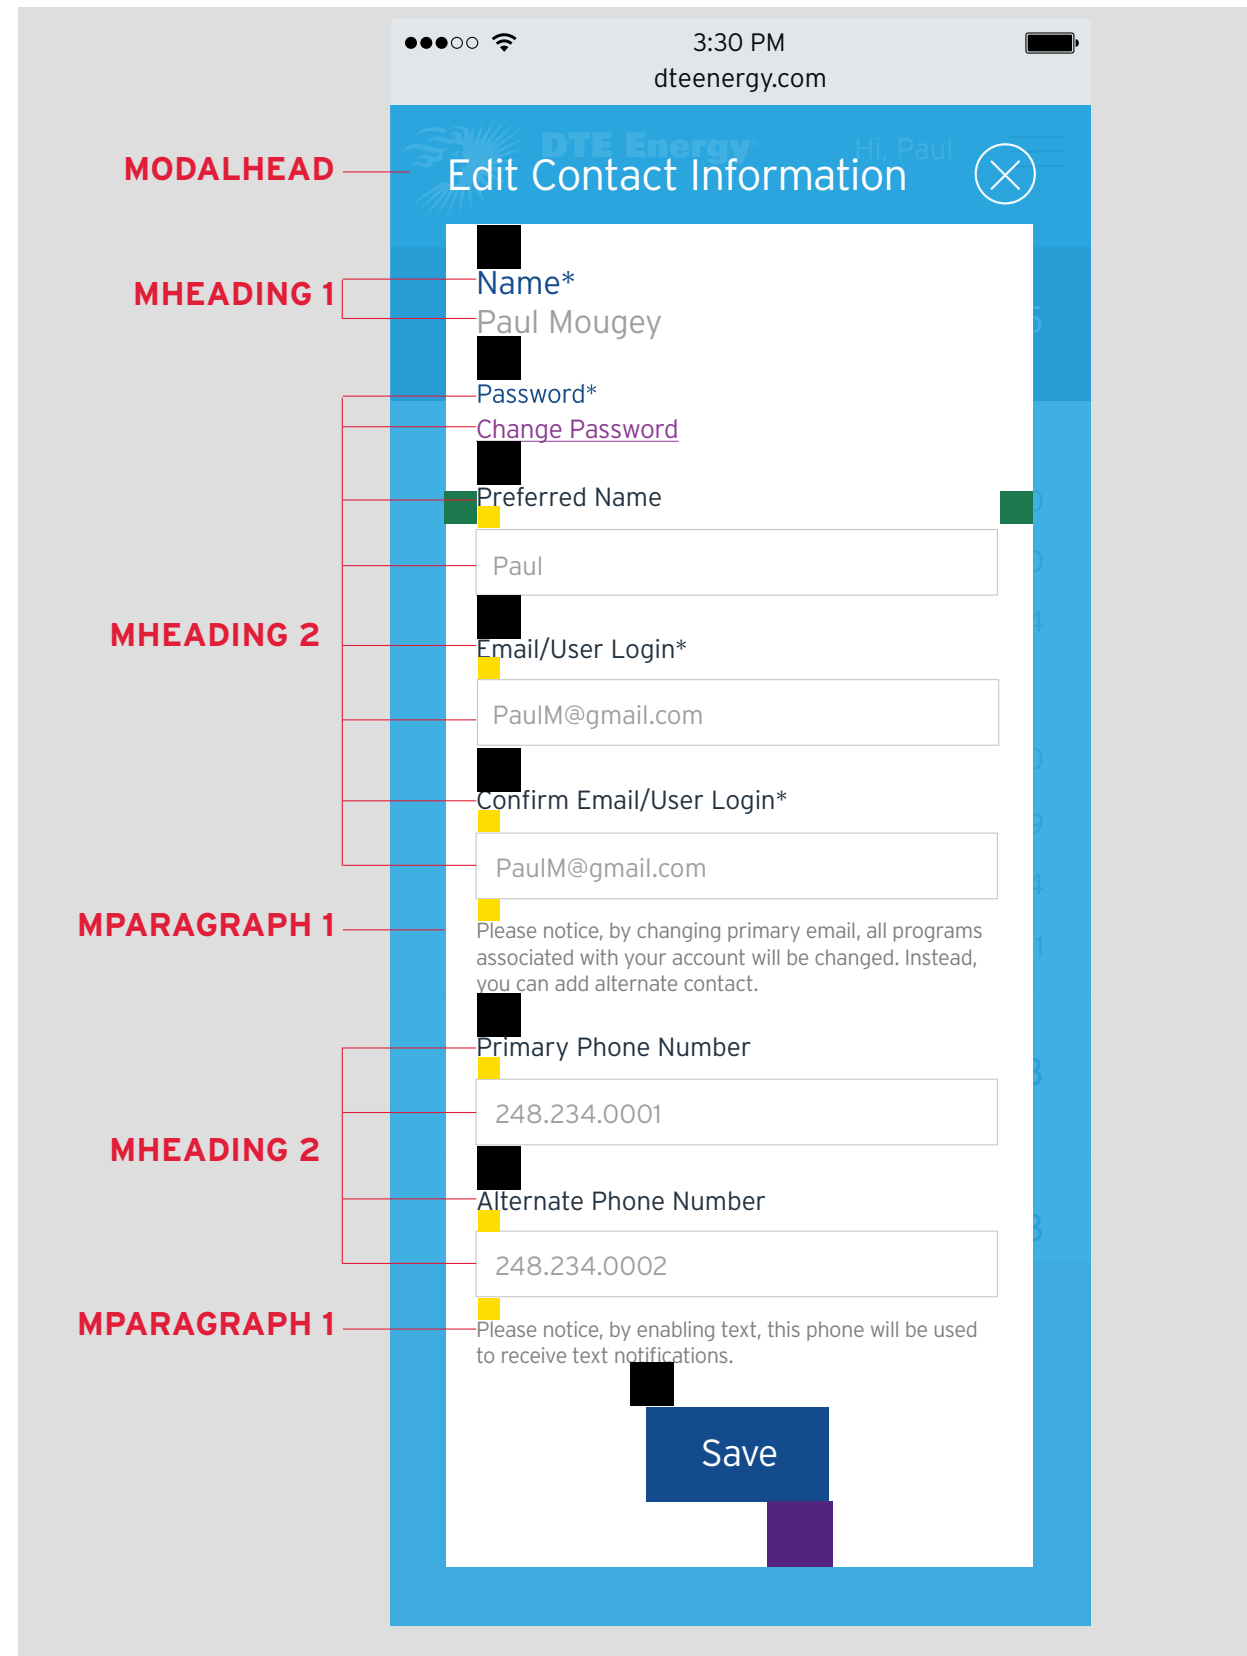 3:30 PM
dteenergy.com
DTE Energy
Hi, Paul
MODALHEAD
Edit Contact Information
MHEADING 1
Name*
Paul Mougey
Password*
Change Password
Preferred Name
Paul
MHEADING 2
Email/User Login*
PaulM@gmail.com
Confirm Email/User Login*
PaulM@gmail.com
MPARAGRAPH 1
Please notice, by changing primary email, all programs
associated with your account will be changed. Instead,
you can add alternate contact.
Primary Phone Number
248.234.0001
MHEADING 2
Alternate Phone Number
248.234.0002
MPARAGRAPH 1
Please notice, by enabling text, this phone will be used
to receive text notifications.
Save